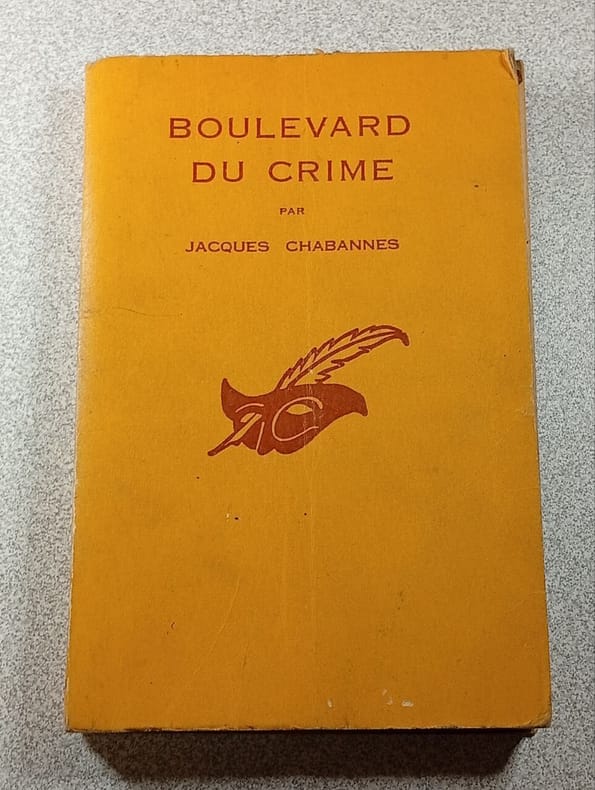 BOULEVARD
DU CRIME
PAR
JACQUES CHABANNES